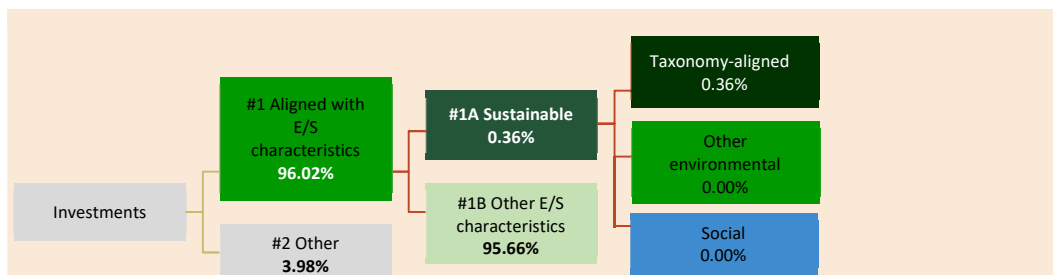 Investments
#1 Aligned with
E/S
characteristics
96.02%
#2 Other
3.98%
#1A Sustainable
0.36%
#1B Other E/S
characteristics
95.66%
Taxonomy-aligned
0.36%
Other
environmental
0.00%
Social
0.00%